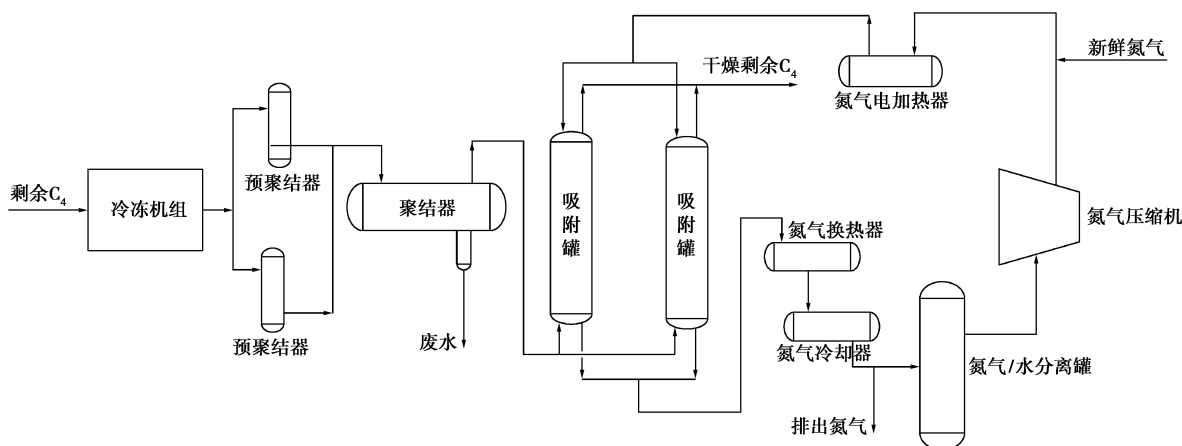 新鲜氮气
干燥剩余C₄
氮气电加热器
预聚结器
剩余C₄
冷冻机组
聚结器
吸附罐
吸附罐
氮气换热器
氮气压缩机
预聚结器
废水
氮气冷却器
氮气/水分离罐
排出氮气